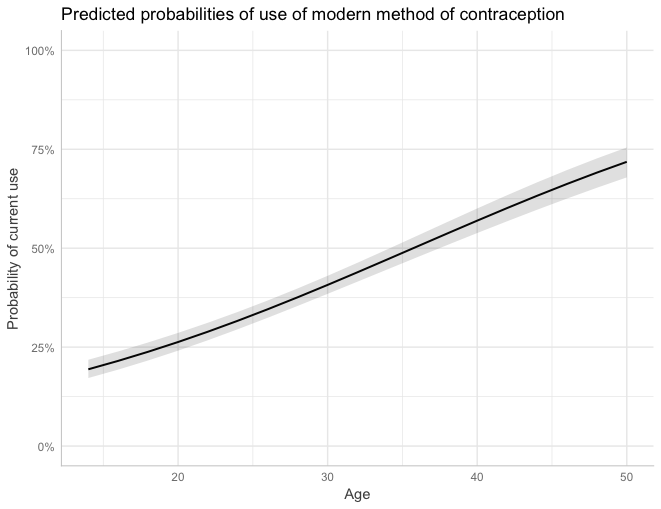 Predicted probabilities of use of modern method of contraception
100%
75%
50%
25%
0%
Probability of current use
20 30 40 50
Age